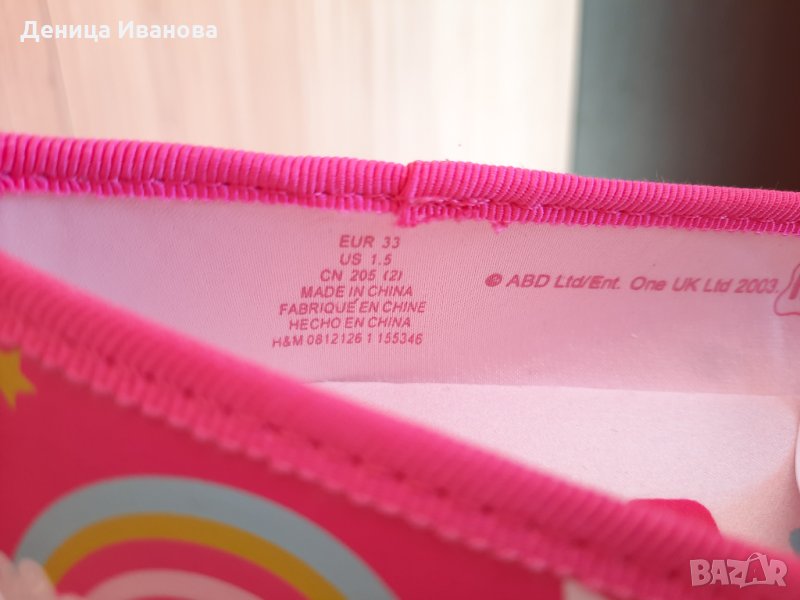 Деница Иванова
EUR 33
US 1.5
CN 205 (2)
MADE IN CHINA
FABRIQUÉ EN CHINE
HECHO EN CHINA
H&M 0812126 1 155346
© ABD Ltd/Ent. One UK Ltd 2003.
BAZAR